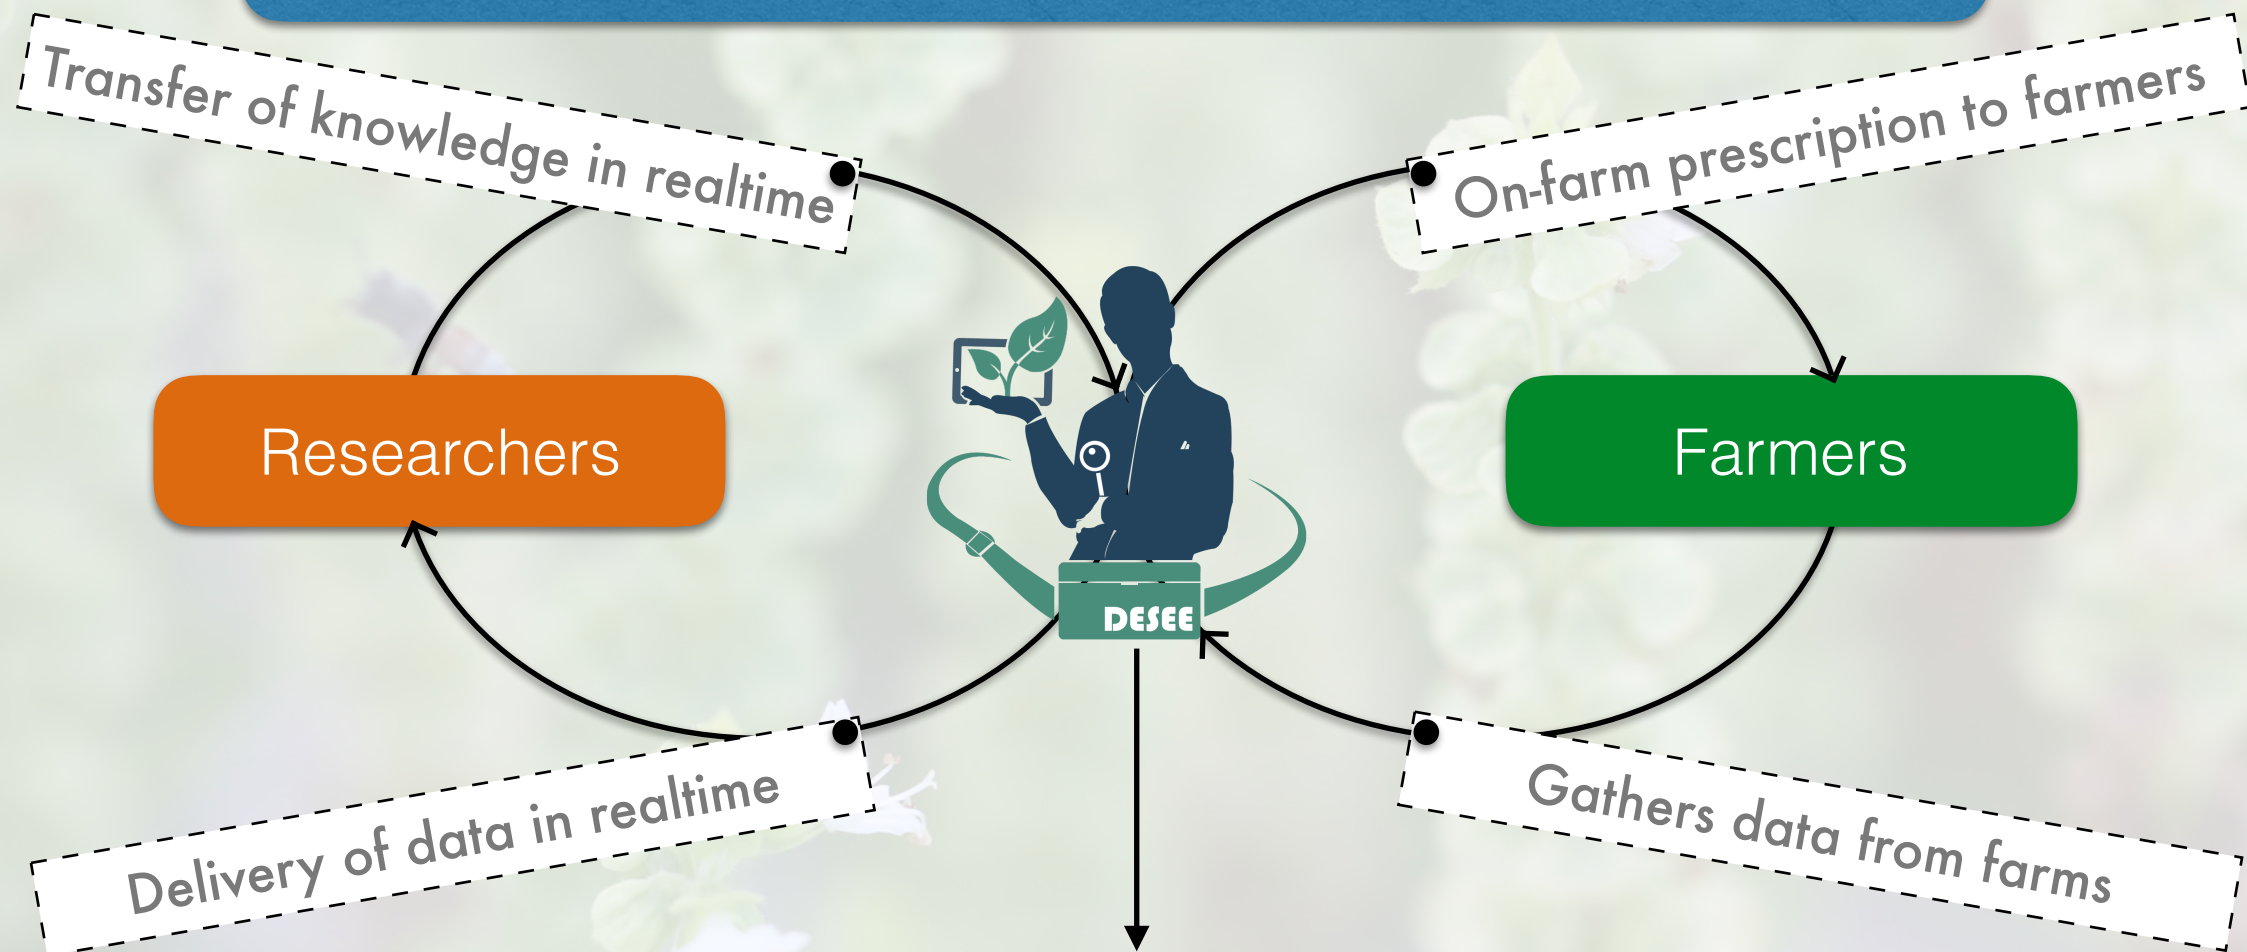 Transfer of knowledge in realtime
On-farm prescription to farmers
Researchers
Farmers
DESEE
Delivery of data in realtime
Gathers data from farms